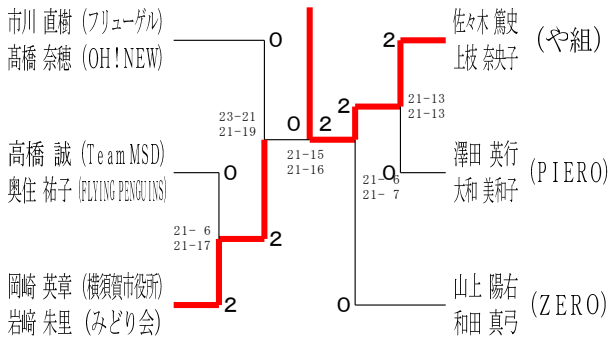 市川 直樹 (フリューゲル)
髙橋 奈穂 (OH!NEW)
0
23-21
21-19
高橋 誠 (TeamMSD)
奥住 祐子 (FLYING PENGUINS)
0
21- 6
21-17
2
岡崎 英章 (横須賀市役所)
岩﨑 朱里 (みどり会)
2
0 2
21-15
21-16
佐々木 篤史
上枝 奈央子
(や組)
2
2
21-13
21-13
澤田 英行
大和 美和子
(PIERO)
0
21- 6
21- 7
山上 陽右
和田 真弓
(ZERO)
0